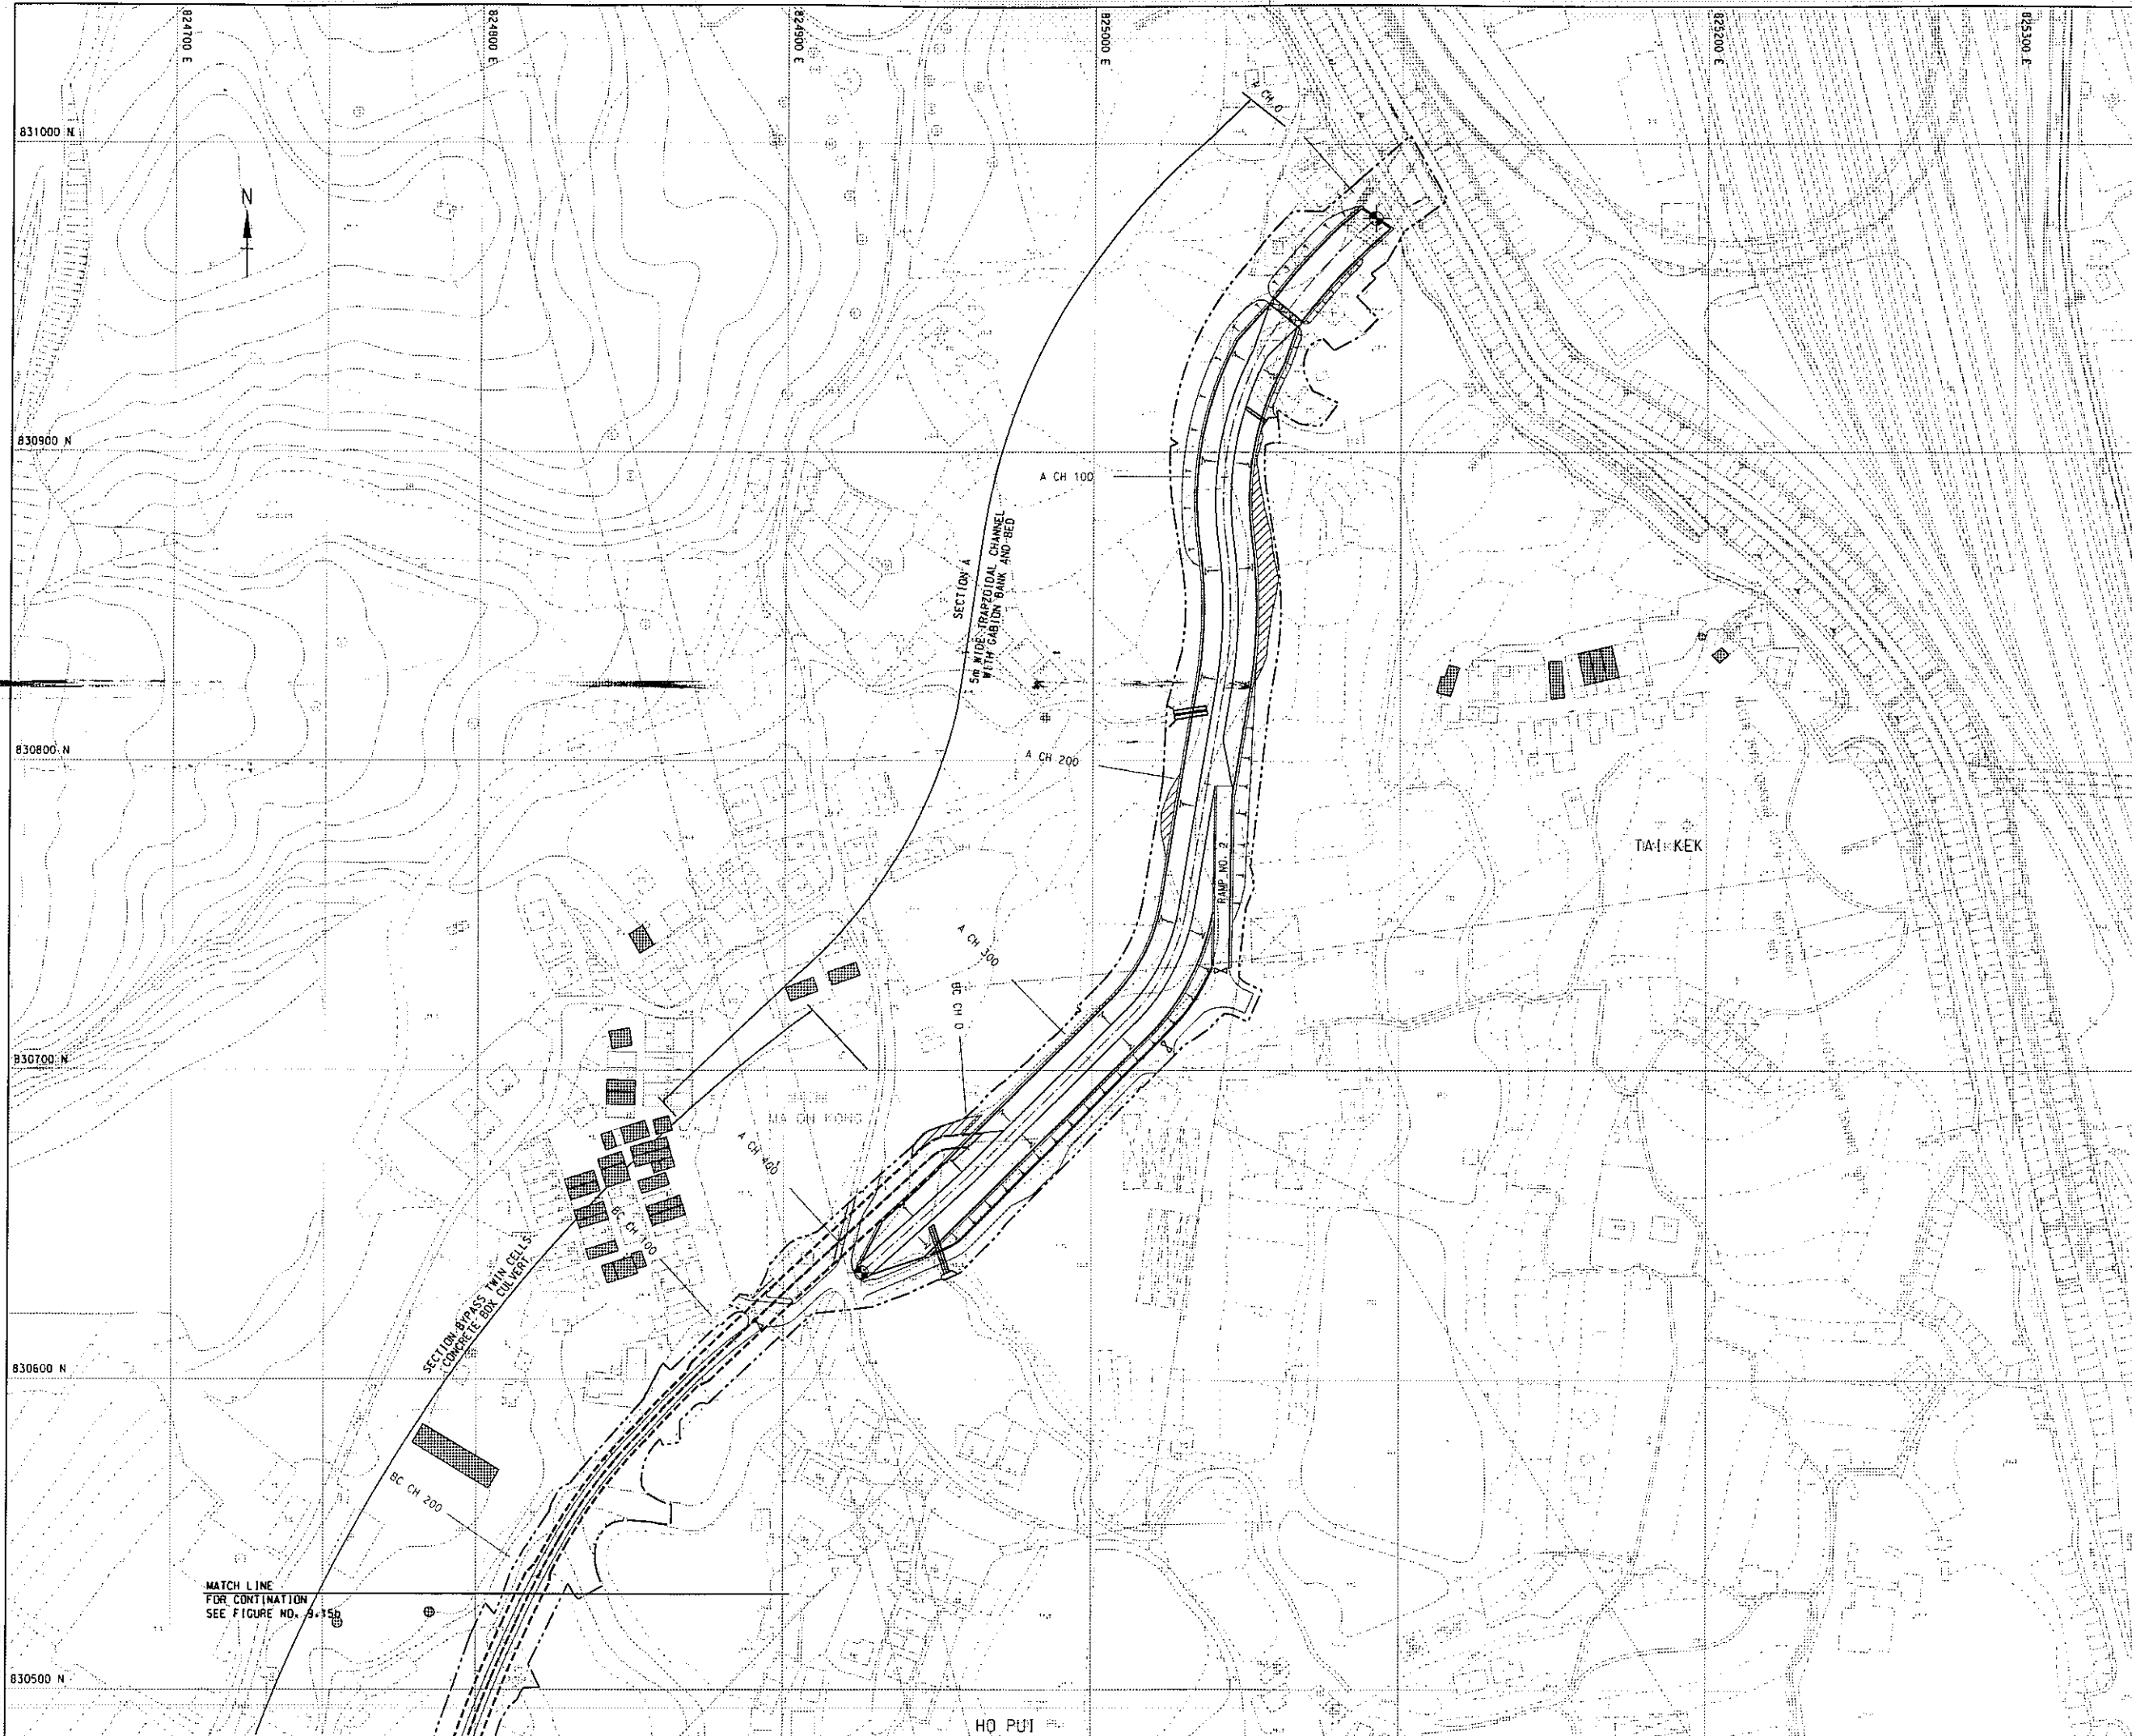 824700 E
824800 E
824900 E
825000 E
825200 E
825300 E
A CH 0
831000 N
N
830900 N
A CH 100
SECTION A
5m WIDE TRAPZOIDAL CHANNEL
WITH GABION BANK AND BED
830800 N
A CH 200
RAMP NO. 2
TAI KEK
A CH 300
BC CH 0
830700 N
MA ON KONG
A CH 400
BC CH 100
SECTION BYPASS TWIN CELLS
CONCRETE BOX CULVERT
830600 N
BC CH 200
MATCH LINE
FOR CONTINATION
SEE FIGURE NO. 9.15b
830500 N
HO PUI